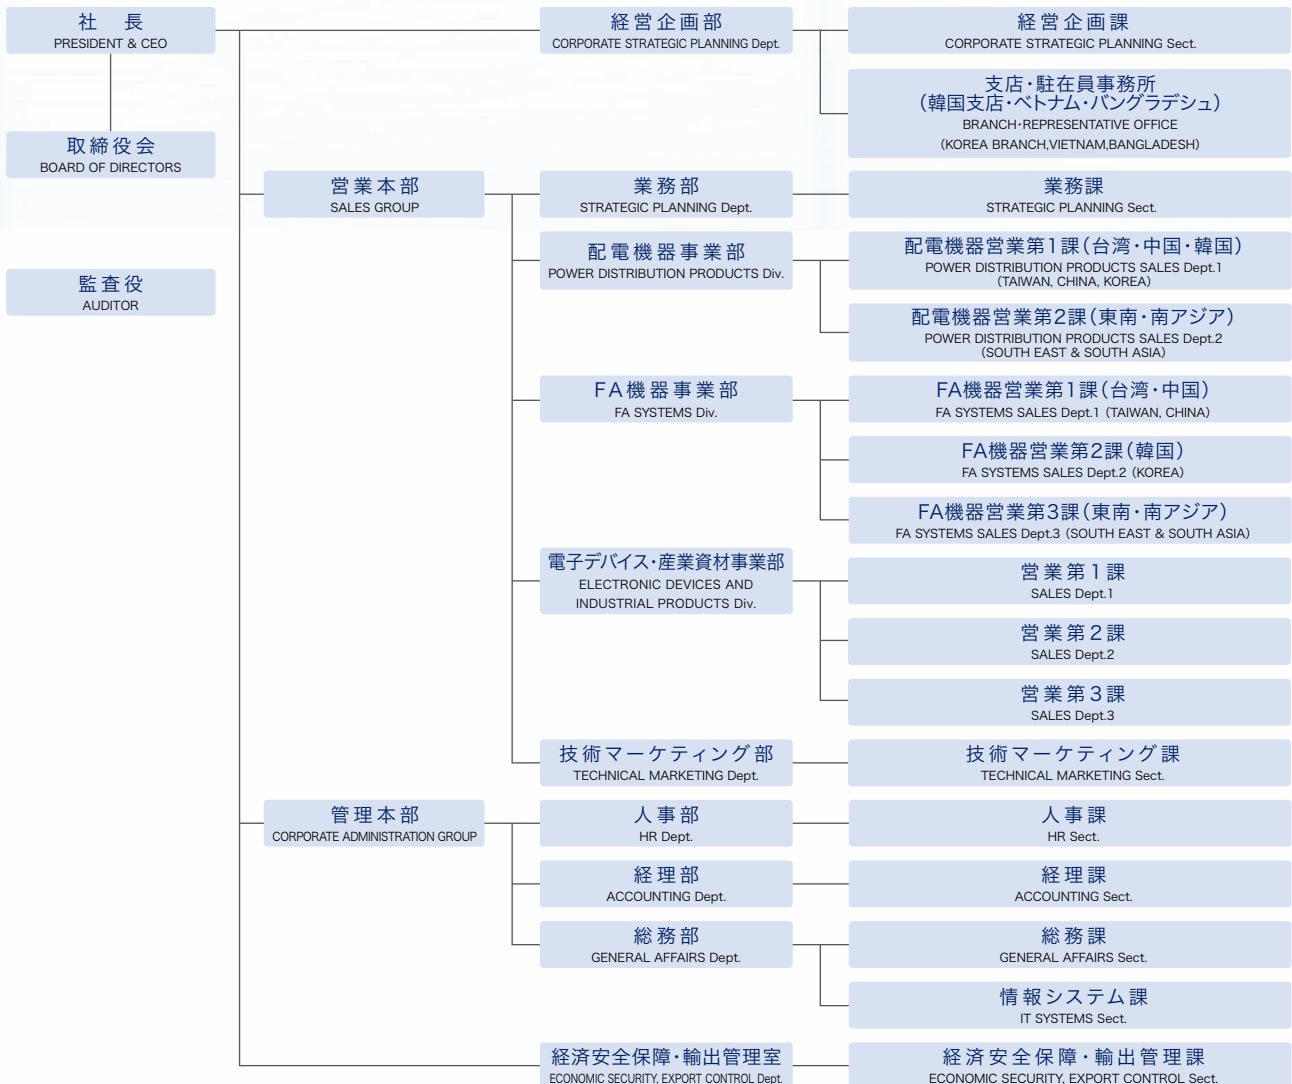 社　長
PRESIDENT & CEO
取締役会
BOARD OF DIRECTORS
監査役
AUDITOR
経営企画部
CORPORATE STRATEGIC PLANNING Dept.
経営企画課
CORPORATE STRATEGIC PLANNING Sect.
支店・駐在員事務所
（韓国支店・ベトナム・バングラデシュ）
BRANCH・REPRESENTATIVE OFFICE
(KOREA BRANCH,VIETNAM,BANGLADESH)
営業本部
SALES GROUP
業務部
STRATEGIC PLANNING Dept.
業務課
STRATEGIC PLANNING Sect.
配電機器事業部
POWER DISTRIBUTION PRODUCTS Div.
配電機器営業第1課（台湾・中国・韓国）
POWER DISTRIBUTION PRODUCTS SALES Dept.1
(TAIWAN, CHINA, KOREA)
配電機器営業第2課（東南・南アジア）
POWER DISTRIBUTION PRODUCTS SALES Dept.2
(SOUTH EAST & SOUTH ASIA)
FA機器事業部
FA SYSTEMS Div.
FA機器営業第1課（台湾・中国）
FA SYSTEMS SALES Dept.1 (TAIWAN, CHINA)
FA機器営業第2課（韓国）
FA SYSTEMS SALES Dept.2 (KOREA)
FA機器営業第3課（東南・南アジア）
FA SYSTEMS SALES Dept.3 (SOUTH EAST & SOUTH ASIA)
電子デバイス・産業資材事業部
ELECTRONIC DEVICES AND
INDUSTRIAL PRODUCTS Div.
営業第1課
SALES Dept.1
営業第2課
SALES Dept.2
営業第3課
SALES Dept.3
技術マーケティング部
TECHNICAL MARKETING Dept.
技術マーケティング課
TECHNICAL MARKETING Sect.
管理本部
CORPORATE ADMINISTRATION GROUP
人事部
HR Dept.
人事課
HR Sect.
経理部
ACCOUNTING Dept.
経理課
ACCOUNTING Sect.
総務部
GENERAL AFFAIRS Dept.
総務課
GENERAL AFFAIRS Sect.
情報システム課
IT SYSTEMS Sect.
経済安全保障・輸出管理室
ECONOMIC SECURITY, EXPORT CONTROL Dept.
経済安全保障・輸出管理課
ECONOMIC SECURITY, EXPORT CONTROL Sect.